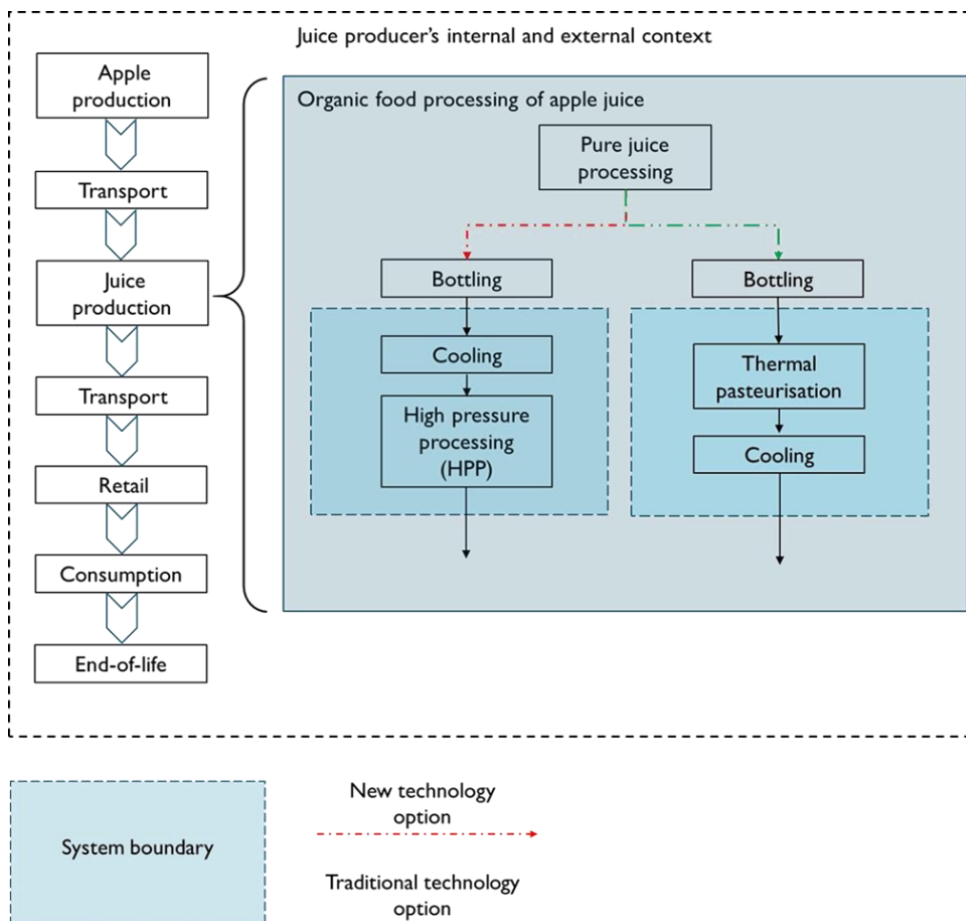 Juice producer's internal and external context
Apple
production
Transport
Juice
production
Transport
Retail
Consumption
End-of-life
Organic food processing of apple juice
Pure juice
processing
Bottling
Cooling
High pressure
processing
(HPP)
Bottling
Thermal
pasteurisation
Cooling
System boundary
New technology
option
Traditional technology
option